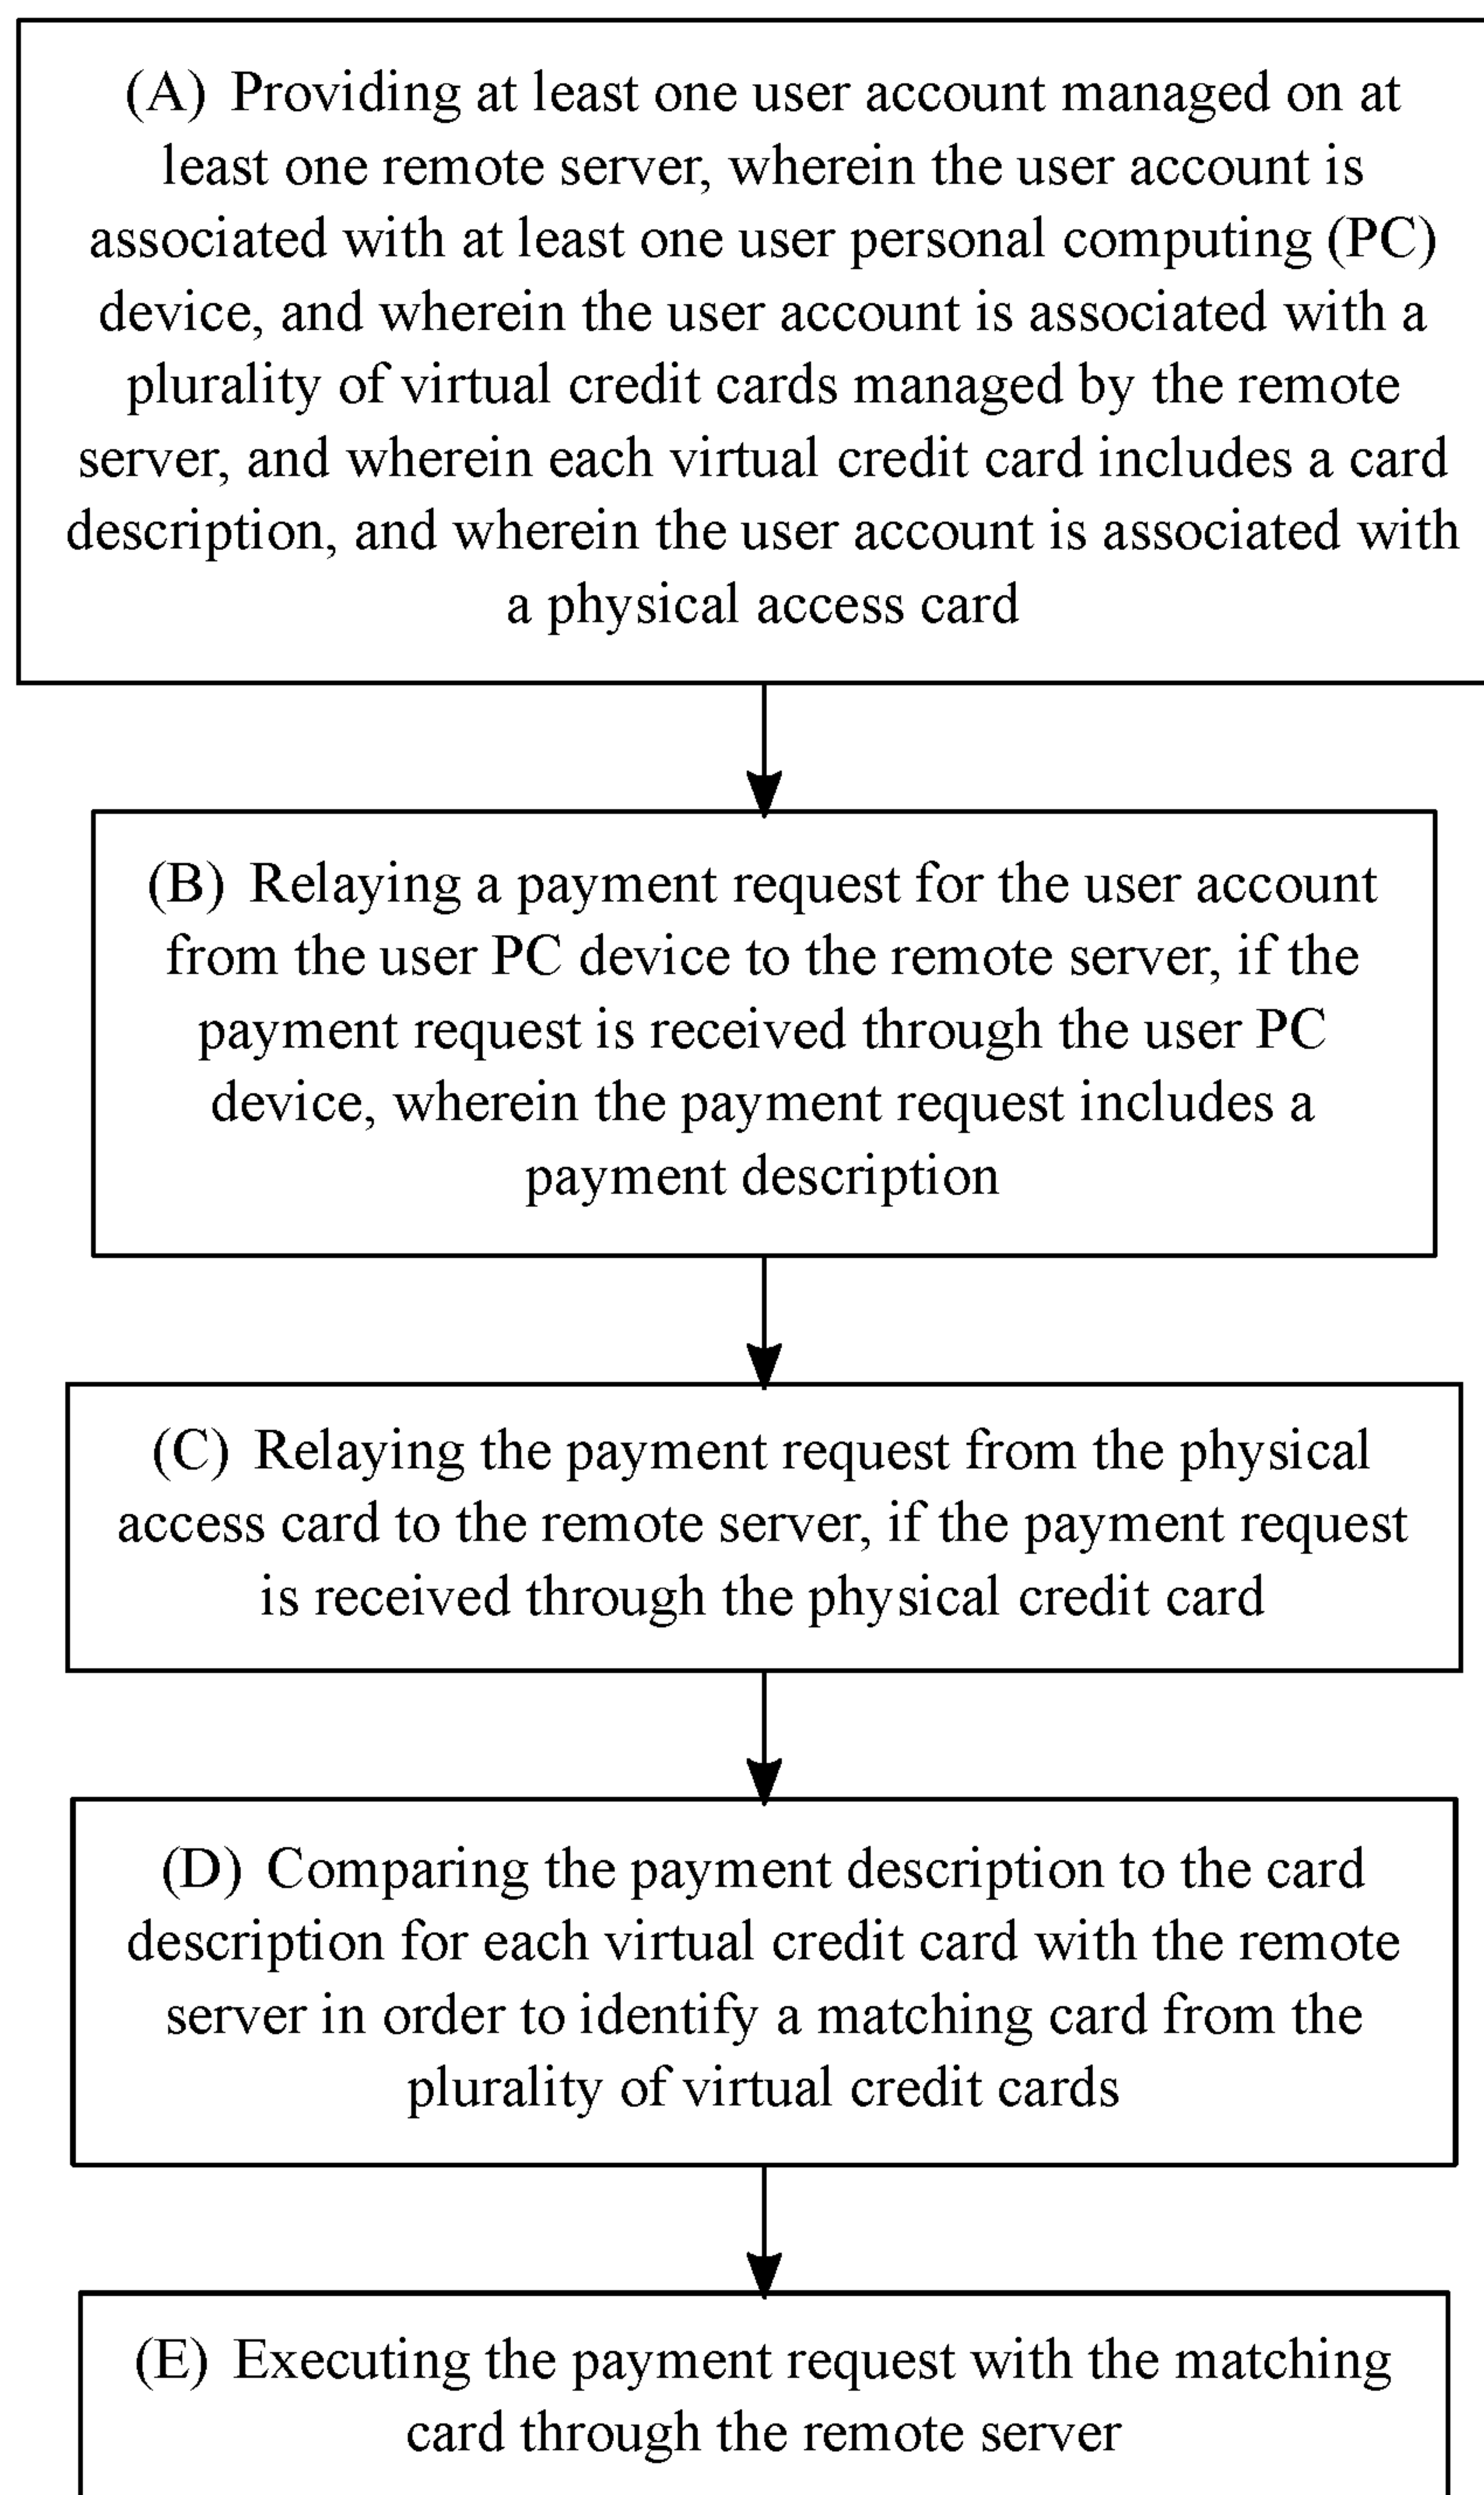 (A) Providing at least one user account managed on at
least one remote server, wherein the user account is
associated with at least one user personal computing (PC)
device, and wherein the user account is associated with a
plurality of virtual credit cards managed by the remote
server, and wherein each virtual credit card includes a card
description, and wherein the user account is associated with
a physical access card
(B) Relaying a payment request for the user account
from the user PC device to the remote server, if the
payment request is received through the user PC
device, wherein the payment request includes a
payment description
(C) Relaying the payment request from the physical
access card to the remote server, if the payment request
is received through the physical credit card
(D) Comparing the payment description to the card
description for each virtual credit card with the remote
server in order to identify a matching card from the
plurality of virtual credit cards
(E) Executing the payment request with the matching
card through the remote server